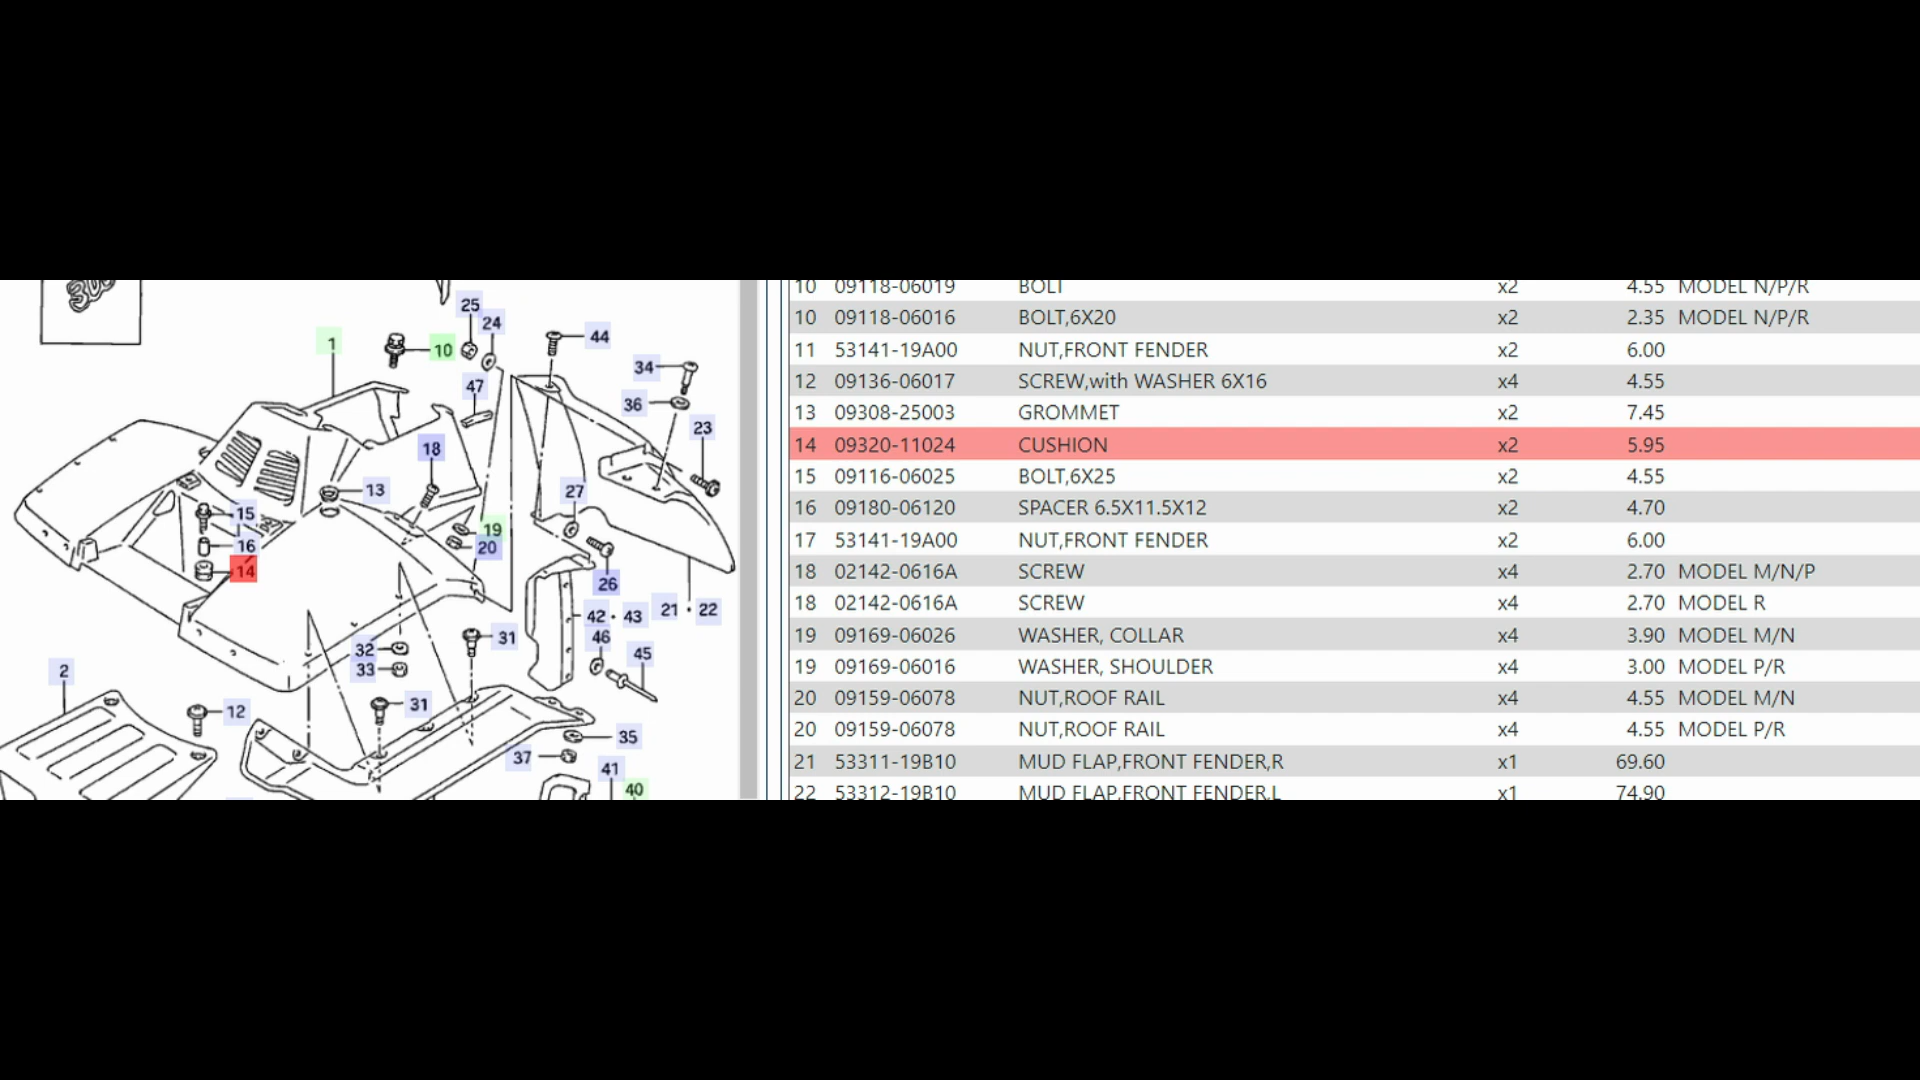 300
25
24
1
10
44
34
47
36
23
18
13
27
15
19
16
20
14
26
42 · 43
21 · 22
46
31
32
45
33
2
31
12
35
37
41
40
10 09118-06019 BOLT x2 4.55 MODEL N/P/R
10 09118-06016 BOLT,6X20 x2 2.35 MODEL N/P/R
11 53141-19A00 NUT,FRONT FENDER x2 6.00
12 09136-06017 SCREW,with WASHER 6X16 x4 4.55
13 09308-25003 GROMMET x2 7.45
14 09320-11024 CUSHION x2 5.95
15 09116-06025 BOLT,6X25 x2 4.55
16 09180-06120 SPACER 6.5X11.5X12 x2 4.70
17 53141-19A00 NUT,FRONT FENDER x2 6.00
18 02142-0616A SCREW x4 2.70 MODEL M/N/P
18 02142-0616A SCREW x4 2.70 MODEL R
19 09169-06026 WASHER, COLLAR x4 3.90 MODEL M/N
19 09169-06016 WASHER, SHOULDER x4 3.00 MODEL P/R
20 09159-06078 NUT,ROOF RAIL x4 4.55 MODEL M/N
20 09159-06078 NUT,ROOF RAIL x4 4.55 MODEL P/R
21 53311-19B10 MUD FLAP,FRONT FENDER,R x1 69.60
22 53312-19B10 MUD FLAP,FRONT FENDER,L x1 74.90